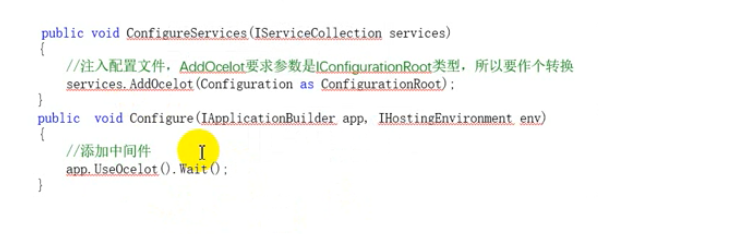 public void ConfigureServices(IServiceCollection services)
{
//注入配置文件，AddOcelot要求参数是IConfigurationRoot类型，所以要作个转换
services.AddOcelot(Configuration as ConfigurationRoot);
}
public void Configure(IApplicationBuilder app, IHostingEnvironment env)
{
//添加中间件
app.UseOcelot().Wait();
}